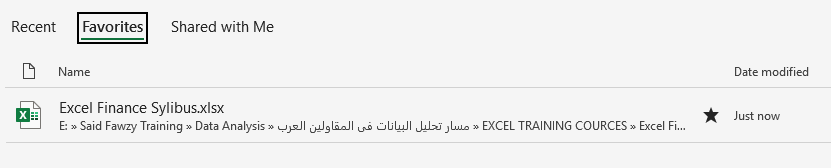 Recent Favorites Shared with Me
Name Date modified
Excel Finance Sylibus.xlsx
E: » Said Fawzy Training » Data Analysis » مسار تحليل البيانات فى المقاولين العرب » EXCEL TRAINING COURCES » Excel Fi...
Just now